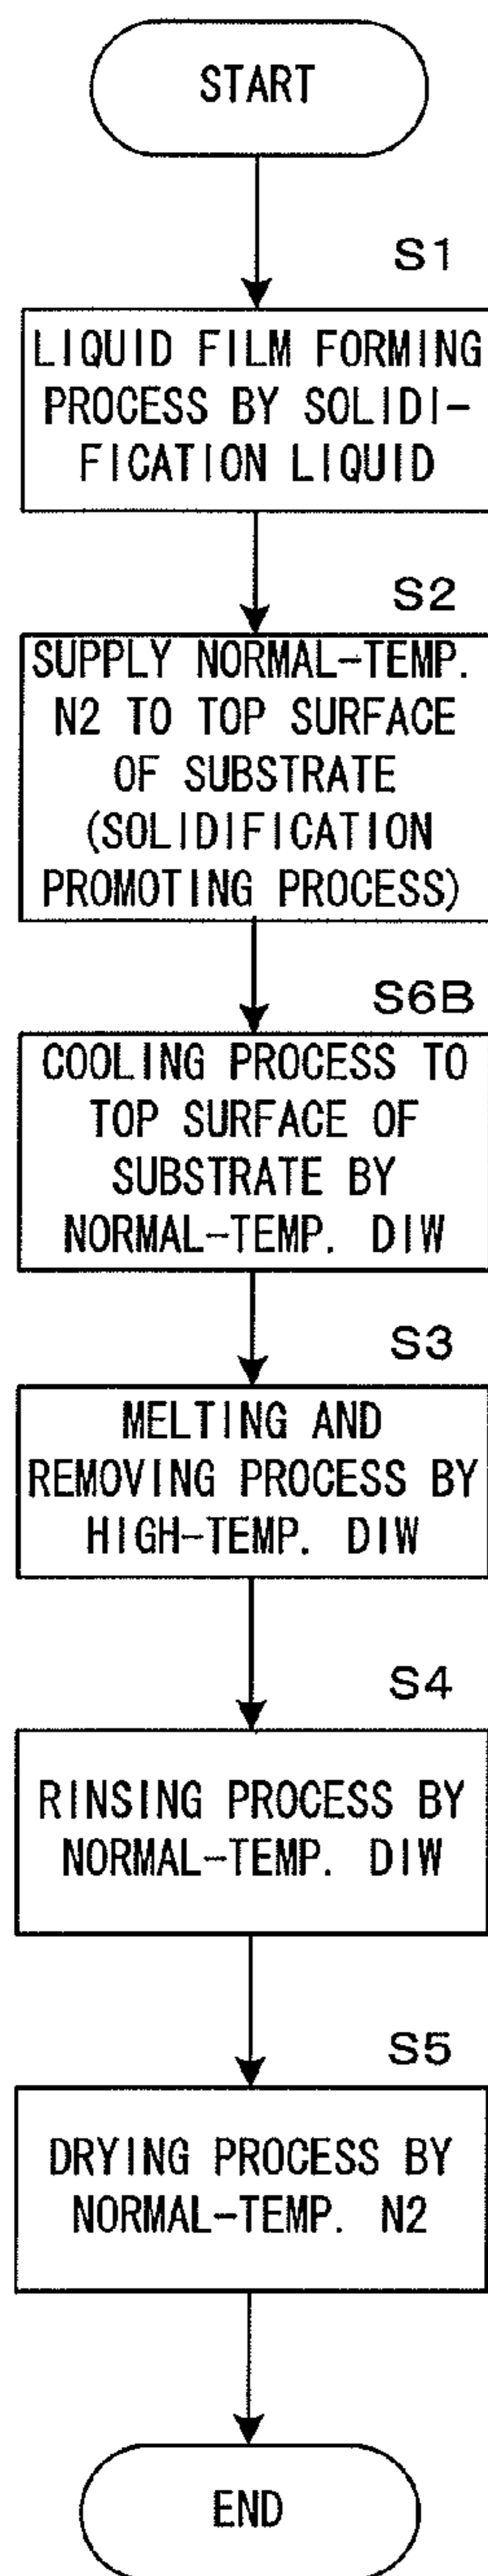 START
S1
LIQUID FILM FORMING
PROCESS BY SOLIDI-
FICATION LIQUID
S2
SUPPLY NORMAL-TEMP.
N2 TO TOP SURFACE
OF SUBSTRATE
(SOLIDIFICATION
PROMOTING PROCESS)
S6B
COOLING PROCESS TO
TOP SURFACE OF
SUBSTRATE BY
NORMAL-TEMP. DIW
S3
MELTING AND
REMOVING PROCESS BY
HIGH-TEMP. DIW
S4
RINSING PROCESS BY
NORMAL-TEMP. DIW
S5
DRYING PROCESS BY
NORMAL-TEMP. N2
END